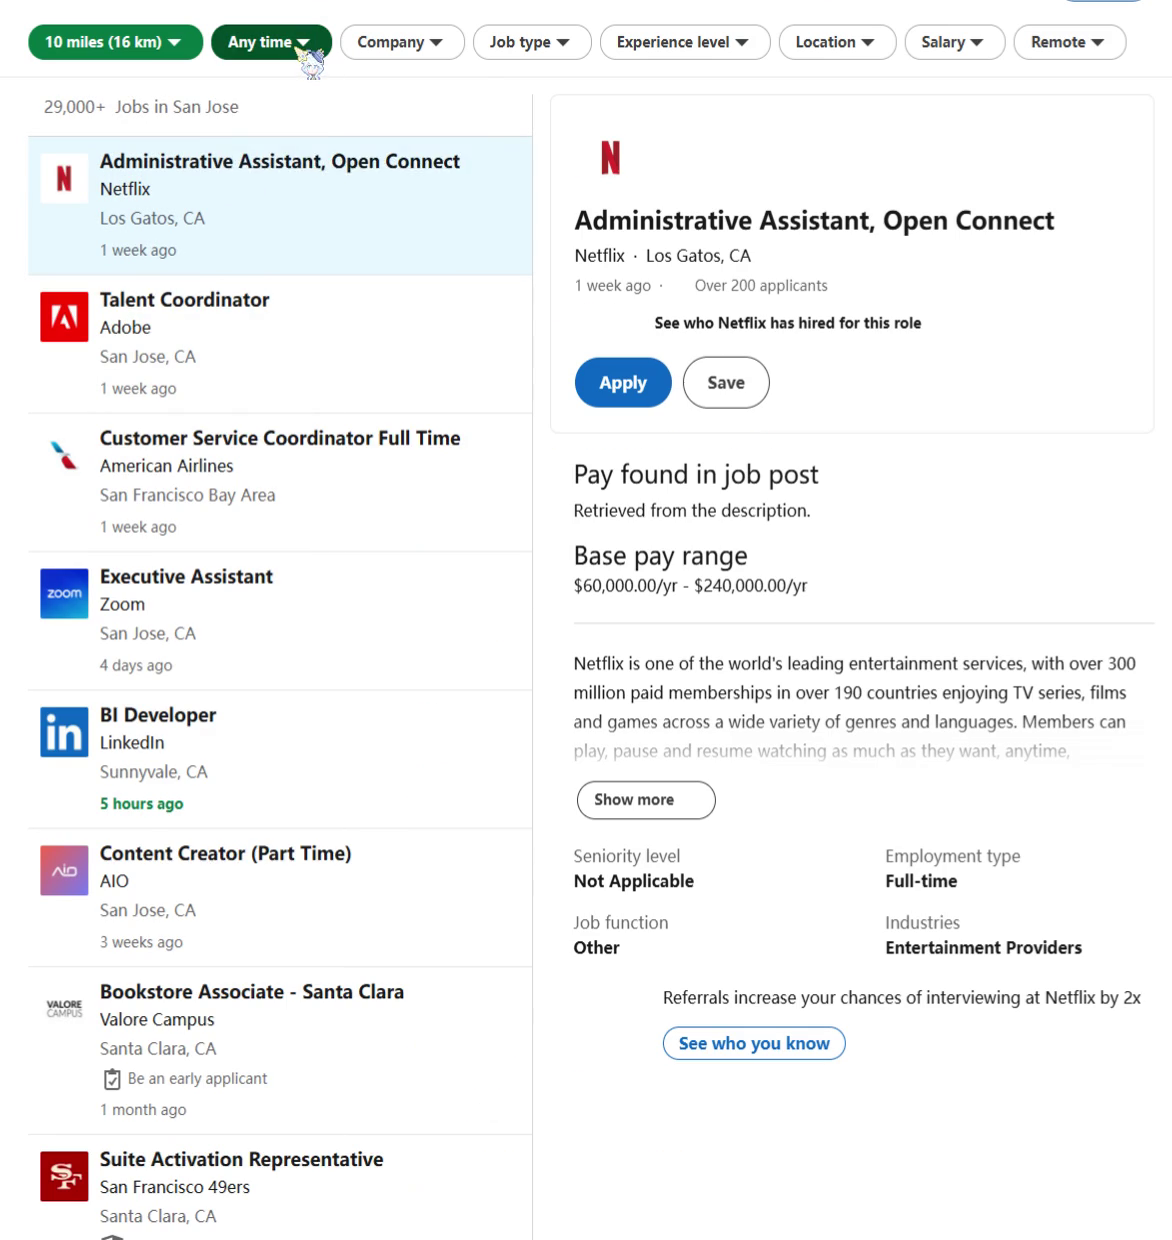 10 miles (16 km)
Any time
Company
Job type
Experience level
Location
Salary
Remote
29,000+ Jobs in San Jose
N
Administrative Assistant, Open Connect
Netflix
Los Gatos, CA
1 week ago
Talent Coordinator
Adobe
San Jose, CA
1 week ago
Customer Service Coordinator Full Time
American Airlines
San Francisco Bay Area
1 week ago
zoom
Executive Assistant
Zoom
San Jose, CA
4 days ago
in
BI Developer
LinkedIn
Sunnyvale, CA
5 hours ago
AIO
Content Creator (Part Time)
AIO
San Jose, CA
3 weeks ago
VALORE
CAMPUS
Bookstore Associate - Santa Clara
Valore Campus
Santa Clara, CA
Be an early applicant
1 month ago
SF
Suite Activation Representative
San Francisco 49ers
Santa Clara, CA
N
Administrative Assistant, Open Connect
Netflix · Los Gatos, CA
1 week ago · Over 200 applicants
See who Netflix has hired for this role
Apply
Save
Pay found in job post
Retrieved from the description.
Base pay range
$60,000.00/yr - $240,000.00/yr
Netflix is one of the world's leading entertainment services, with over 300
million paid memberships in over 190 countries enjoying TV series, films
and games across a wide variety of genres and languages. Members can
play, pause and resume watching as much as they want, anytime,
Show more
Seniority level
Not Applicable
Employment type
Full-time
Job function
Other
Industries
Entertainment Providers
Referrals increase your chances of interviewing at Netflix by 2x
See who you know